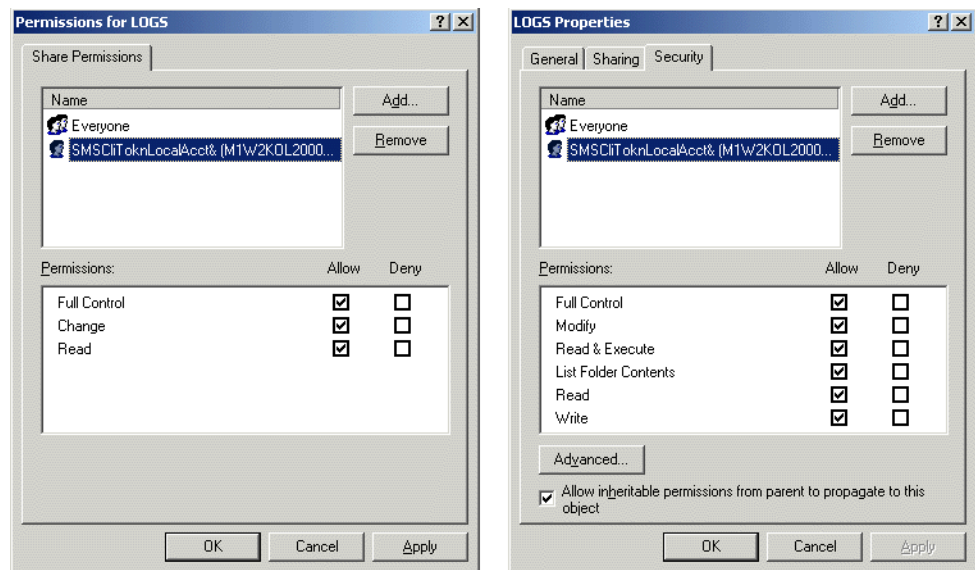 Permissions for LOGS
Share Permissions
Name
Add...
Everyone
SMSCliToknLocalAcct& (M1W2KOL2000...
Remove
Permissions: Allow Deny
Full Control
Change
Read
OK Cancel Apply
LOGS Properties
General Sharing Security
Name
Add...
Everyone
SMSCliToknLocalAcct& (M1W2KOL2000...
Remove
Permissions: Allow Deny
Full Control
Modify
Read & Execute
List Folder Contents
Read
Write
Advanced...
Allow inheritable permissions from parent to propagate to this
object
OK Cancel Apply